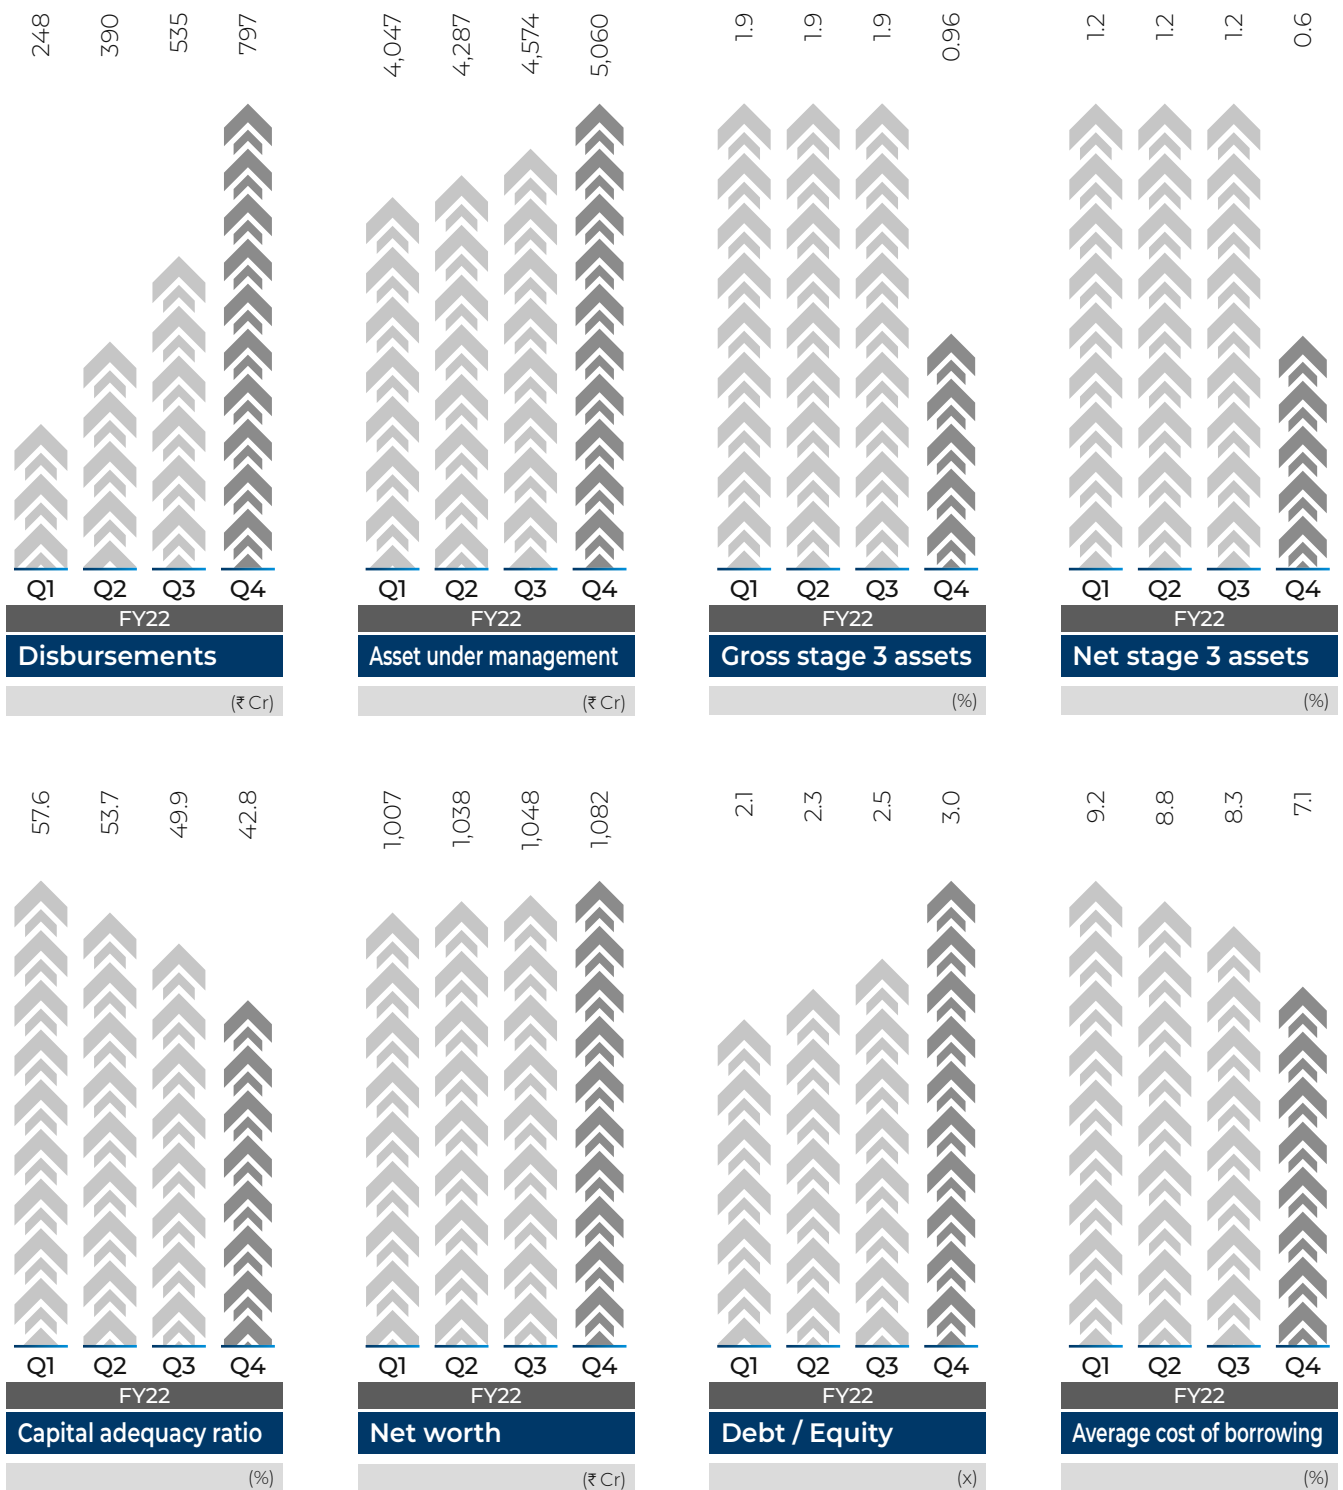 248 390 535 797
Q1 Q2 Q3 Q4
FY22
Disbursements
(₹ Cr)
4,047 4,287 4,574 5,060
Q1 Q2 Q3 Q4
FY22
Asset under management
(₹ Cr)
1.9 1.9 1.9 0.96
Q1 Q2 Q3 Q4
FY22
Gross stage 3 assets
(%)
1.2 1.2 1.2 0.6
Q1 Q2 Q3 Q4
FY22
Net stage 3 assets
(%)
57.6 53.7 49.9 42.8
Q1 Q2 Q3 Q4
FY22
Capital adequacy ratio
(%)
1,007 1,038 1,048 1,082
Q1 Q2 Q3 Q4
FY22
Net worth
(₹ Cr)
2.1 2.3 2.5 3.0
Q1 Q2 Q3 Q4
FY22
Debt / Equity
(x)
9.2 8.8 8.3 7.1
Q1 Q2 Q3 Q4
FY22
Average cost of borrowing
(%)